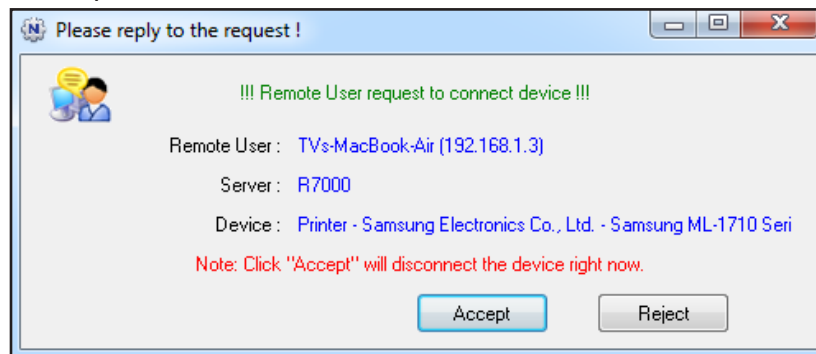 Please reply to the request !
!!! Remote User request to connect device !!!
Remote User : TVs-MacBook-Air (192.168.1.3)
Server : R7000
Device : Printer - Samsung Electronics Co., Ltd. - Samsung ML-1710 Seri
Note: Click "Accept" will disconnect the device right now.
Accept Reject